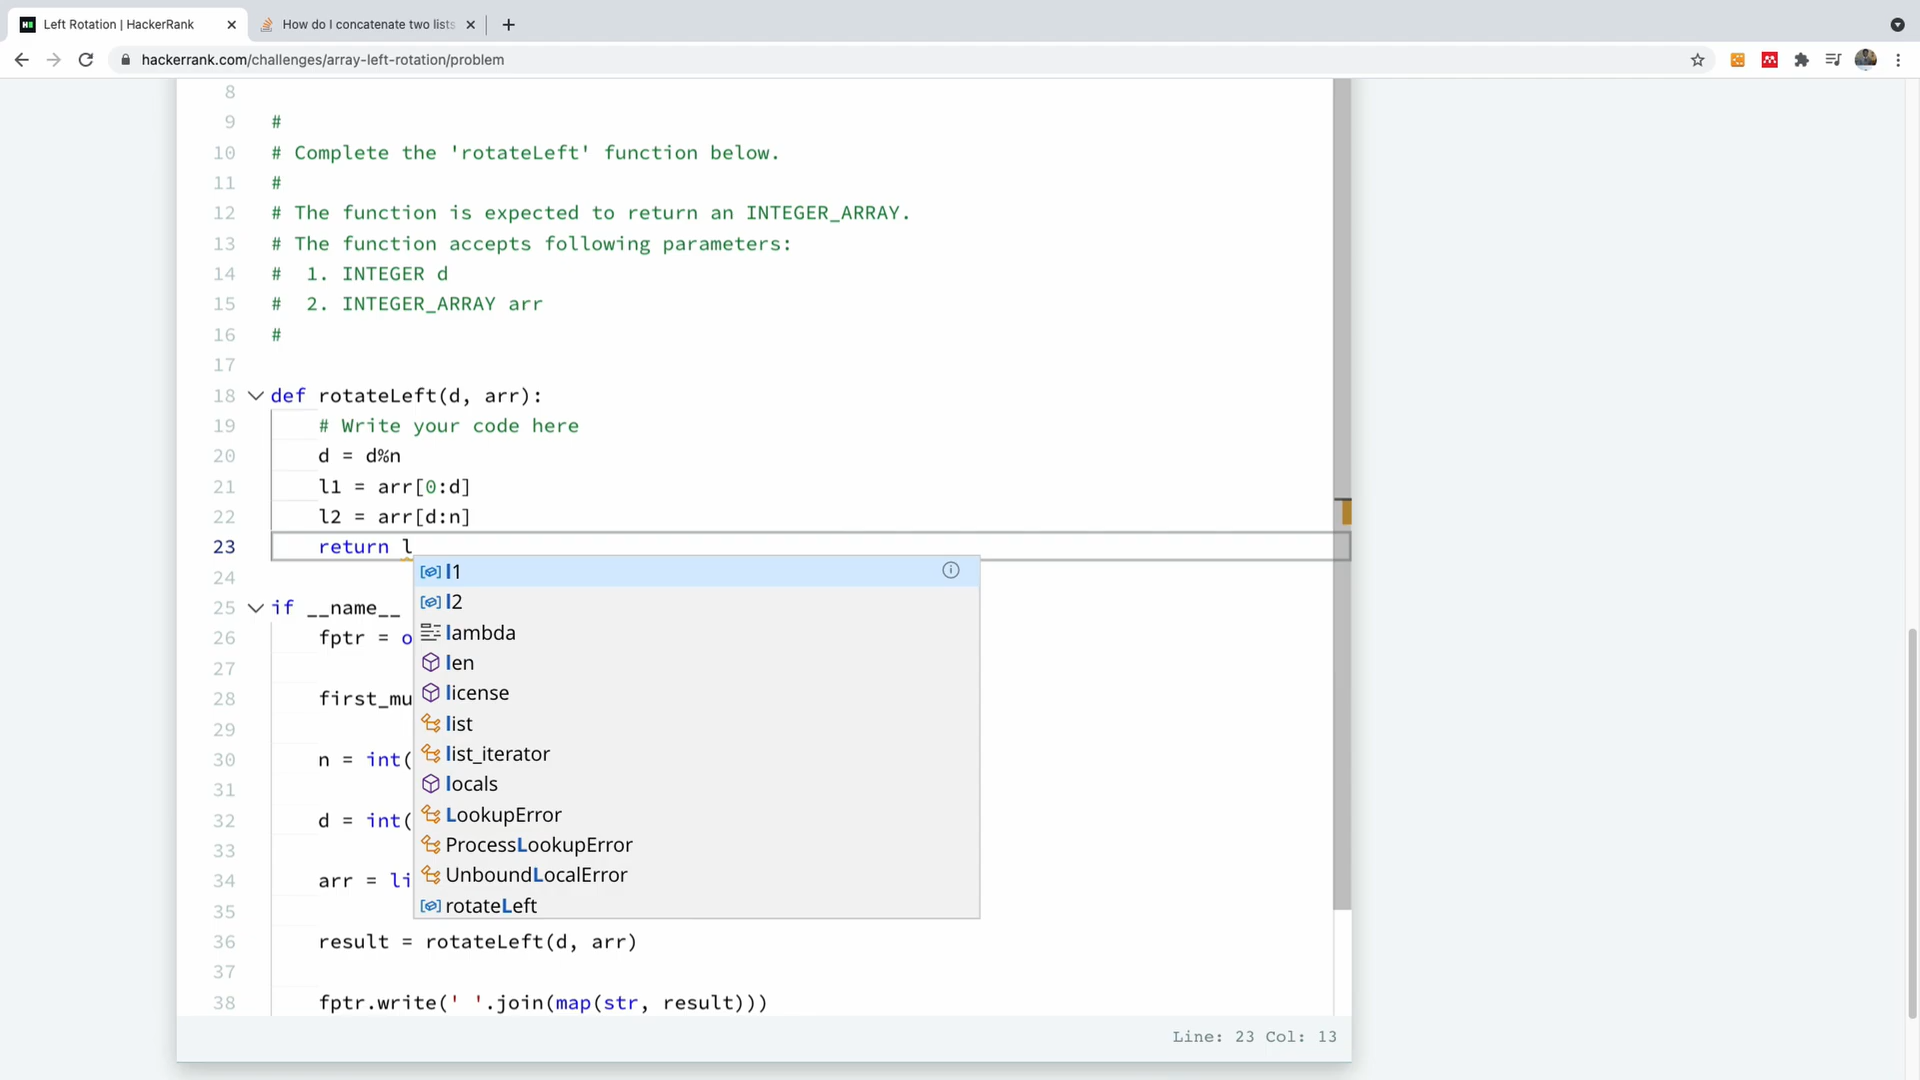 Left Rotation | HackerRank
How do I concatenate two lists
hackerrank.com/challenges/array-left-rotation/problem
8
9 #
10 # Complete the 'rotateLeft' function below.
11 #
12 # The function is expected to return an INTEGER_ARRAY.
13 # The function accepts following parameters:
14 #  1. INTEGER d
15 #  2. INTEGER_ARRAY arr
16 #
17
18 def rotateLeft(d, arr):
19     # Write your code here
20     d = d%n
21     l1 = arr[0:d]
22     l2 = arr[d:n]
23     return l
l1
24
l2
25 if __name__
lambda
26     fptr = o
len
27
license
28     first_mu
list
29
list_iterator
30     n = int(
locals
31
LookupError
32     d = int(
ProcessLookupError
33
UnboundLocalError
34     arr = li
rotateLeft
35
36     result = rotateLeft(d, arr)
37
38     fptr.write(' '.join(map(str, result)))
Line: 23 Col: 13